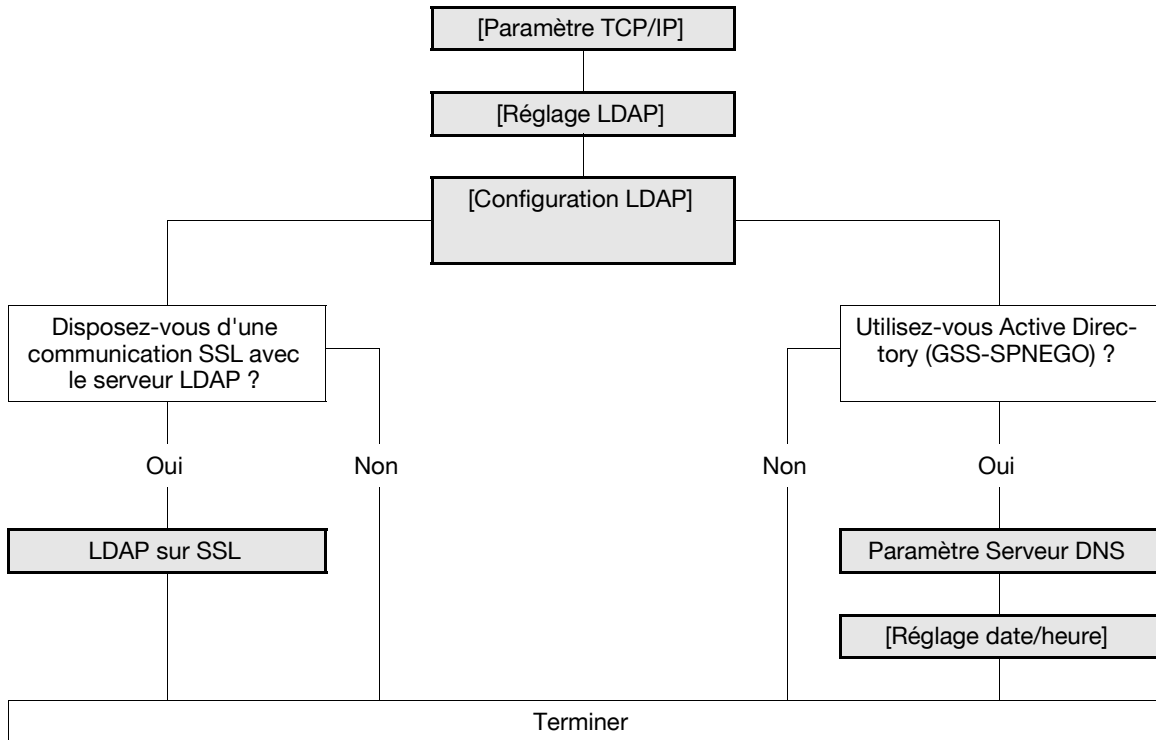 [Paramètre TCP/IP]
[Réglage LDAP]
[Configuration LDAP]
Disposez-vous d'une
communication SSL avec
le serveur LDAP ?
Utilisez-vous Active Direc-
tory (GSS-SPNEGO) ?
Oui
Non
Non
Oui
LDAP sur SSL
Paramètre Serveur DNS
[Réglage date/heure]
Terminer